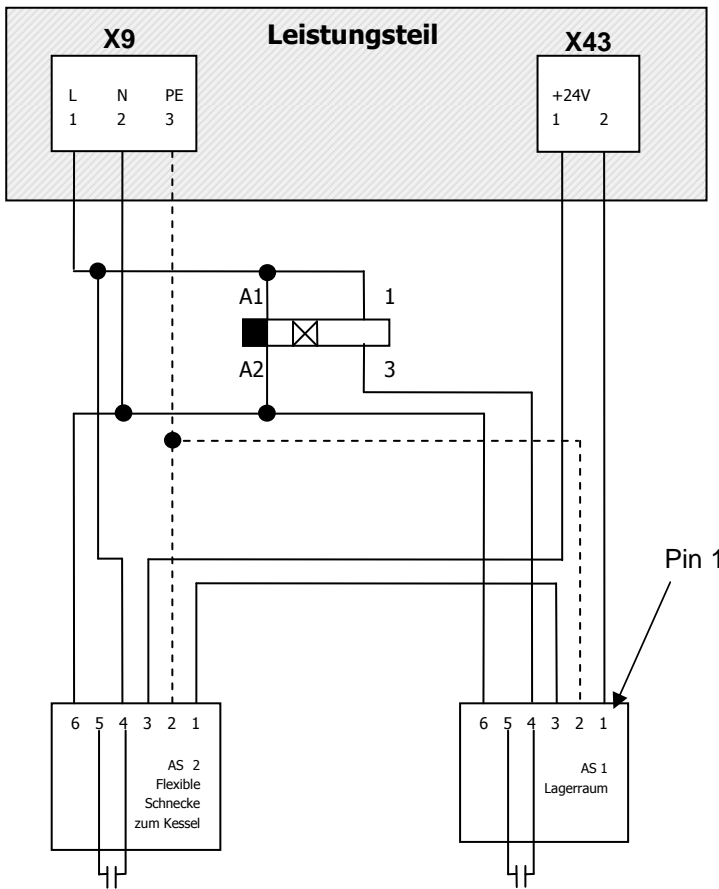 X9 Leistungsteil X43
L N PE
1 2 3
+24V
1 2
A1 1
A2 3
Pin 1
6 5 4 3 2 1
AS 2
Flexible
Schnecke
zum Kessel
6 5 4 3 2 1
AS 1
Lagerraum